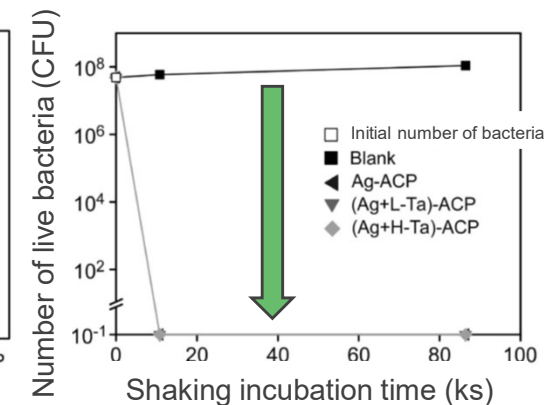 Number of live bacteria (CFU)
10⁸
10⁶
10⁴
10²
10⁻¹
Initial number of bacteria
Blank
Ag-ACP
(Ag+L-Ta)-ACP
(Ag+H-Ta)-ACP
0 20 40 60 80 100
Shaking incubation time (ks)